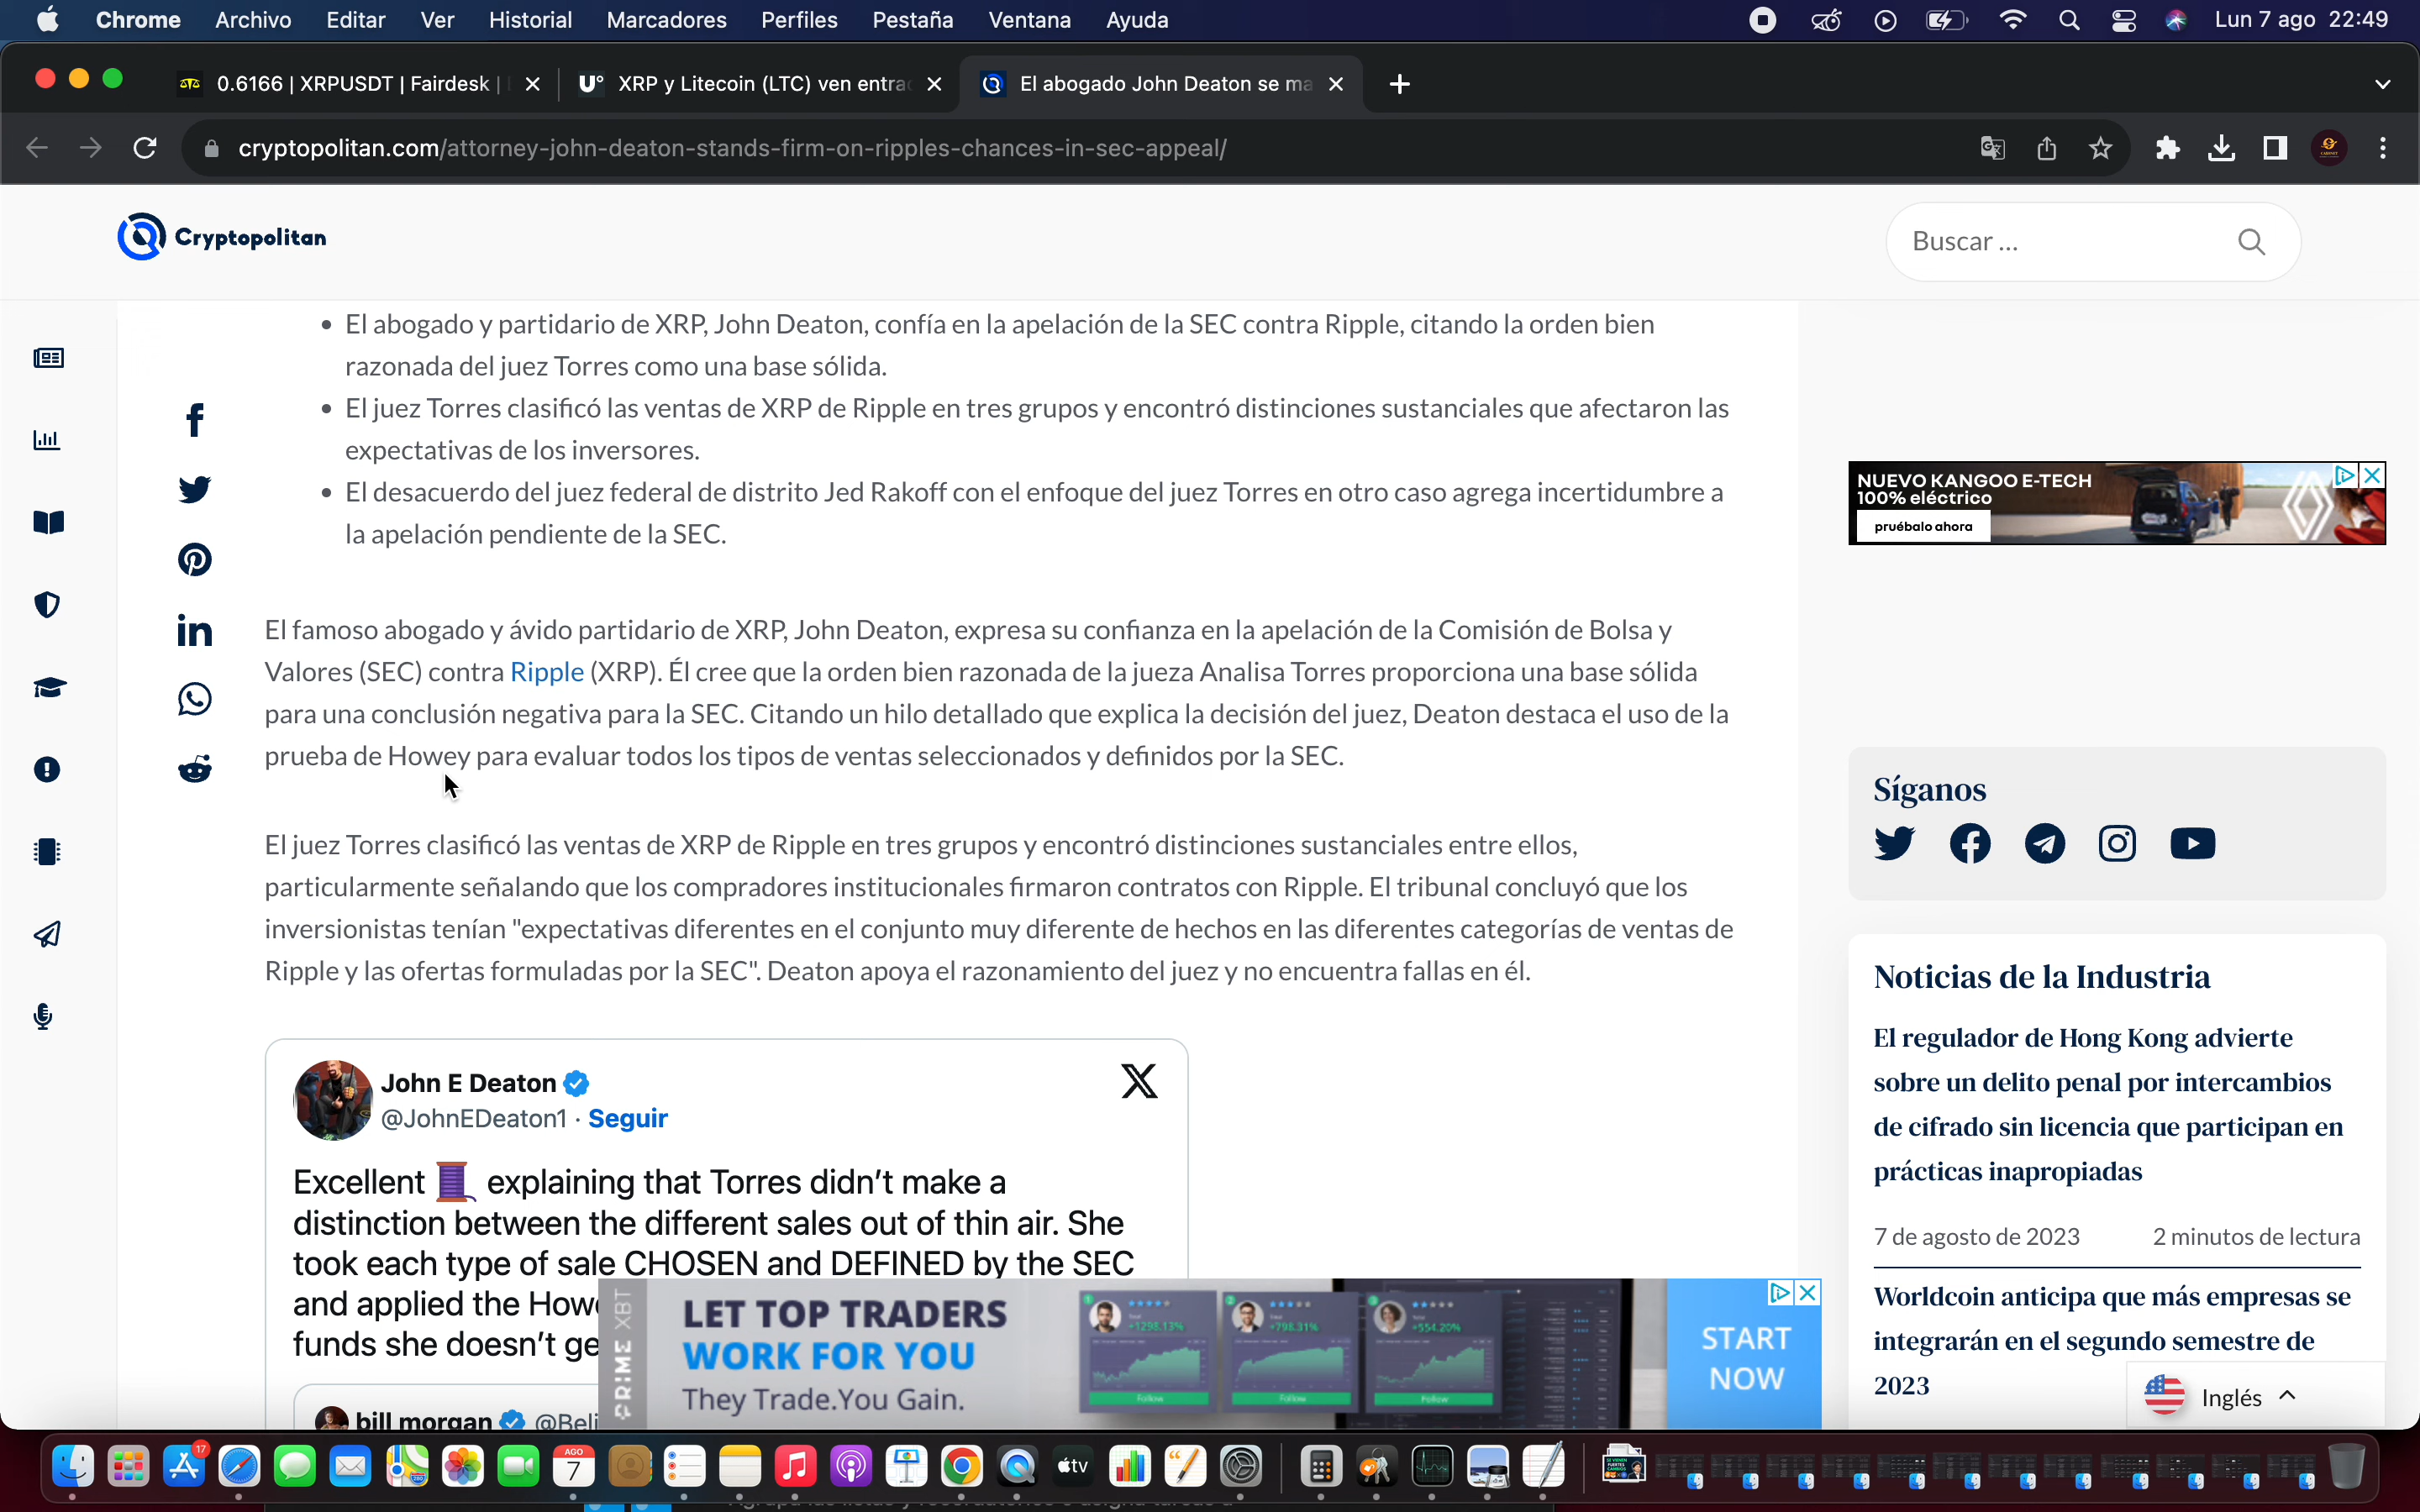 Chrome Archivo Editar Ver Historial Marcadores Perfiles Pestaña Ventana Ayuda Lun 7 ago 22:49
0.6166 | XRPUSDT | Fairdesk | XRP y Litecoin (LTC) ven entra El abogado John Deaton se ma
cryptopolitan.com/attorney-john-deaton-stands-firm-on-ripples-chances-in-sec-appeal/
Cryptopolitan
Buscar ...
El abogado y partidario de XRP, John Deaton, confía en la apelación de la SEC contra Ripple, citando la orden bien
razonada del juez Torres como una base sólida.
El juez Torres clasificó las ventas de XRP de Ripple en tres grupos y encontró distinciones sustanciales que afectaron las
expectativas de los inversores.
El desacuerdo del juez federal de distrito Jed Rakoff con el enfoque del juez Torres en otro caso agrega incertidumbre a
la apelación pendiente de la SEC.
El famoso abogado y ávido partidario de XRP, John Deaton, expresa su confianza en la apelación de la Comisión de Bolsa y
Valores (SEC) contra Ripple (XRP). Él cree que la orden bien razonada de la jueza Analisa Torres proporciona una base sólida
para una conclusión negativa para la SEC. Citando un hilo detallado que explica la decisión del juez, Deaton destaca el uso de la
prueba de Howey para evaluar todos los tipos de ventas seleccionados y definidos por la SEC.
El juez Torres clasificó las ventas de XRP de Ripple en tres grupos y encontró distinciones sustanciales entre ellos,
particularmente señalando que los compradores institucionales firmaron contratos con Ripple. El tribunal concluyó que los
inversionistas tenían "expectativas diferentes en el conjunto muy diferente de hechos en las diferentes categorías de ventas de
Ripple y las ofertas formuladas por la SEC". Deaton apoya el razonamiento del juez y no encuentra fallas en él.
John E Deaton
@JohnEDeaton1 · Seguir
Excellent explaining that Torres didn't make a
distinction between the different sales out of thin air. She
took each type of sale CHOSEN and DEFINED by the SEC
and applied the Howe
funds she doesn't ge
bill morgan @Beli
PRIME XBT
LET TOP TRADERS
WORK FOR YOU
They Trade.You Gain.
+1298.13%
+798.31%
+554.20%
Follow
Follow
Follow
START
NOW
NUEVO KANGOO E-TECH
100% eléctrico
pruébalo ahora
Síganos
Noticias de la Industria
El regulador de Hong Kong advierte
sobre un delito penal por intercambios
de cifrado sin licencia que participan en
prácticas inapropiadas
7 de agosto de 2023 2 minutos de lectura
Worldcoin anticipa que más empresas se
integrarán en el segundo semestre de
2023
Inglés
17
AGO
7
tv